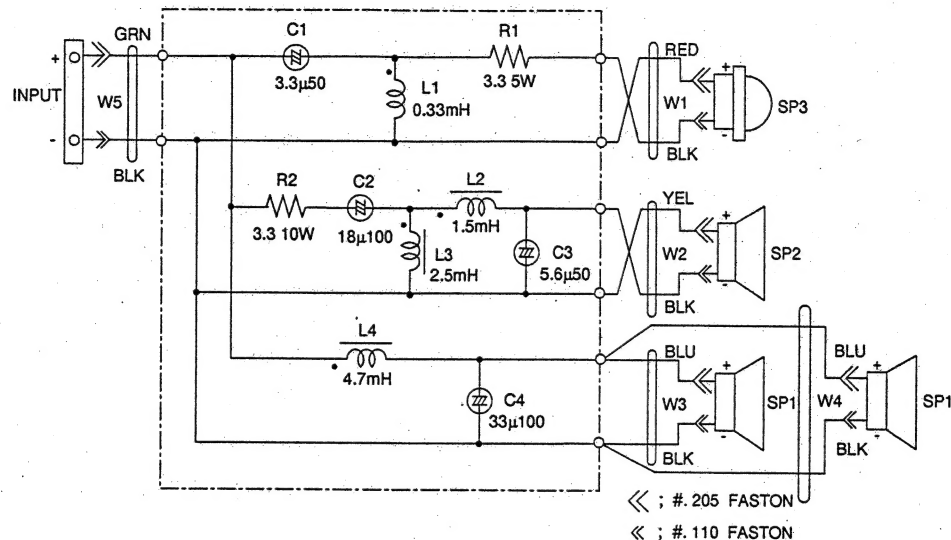 GRN
+
INPUT
W5
-
BLK
C1
3.3μ50
L1
0.33mH
R1
3.3 5W
RED
W1
BLK
+
-
SP3
R2
3.3 10W
C2
18μ100
L2
1.5mH
L3
2.5mH
C3
5.6μ50
YEL
W2
BLK
+
-
SP2
L4
4.7mH
C4
33μ100
BLU
W3
BLK
+
-
SP1
W4
BLU
BLK
+
-
SP1
; #. 205 FASTON
; #. 110 FASTON